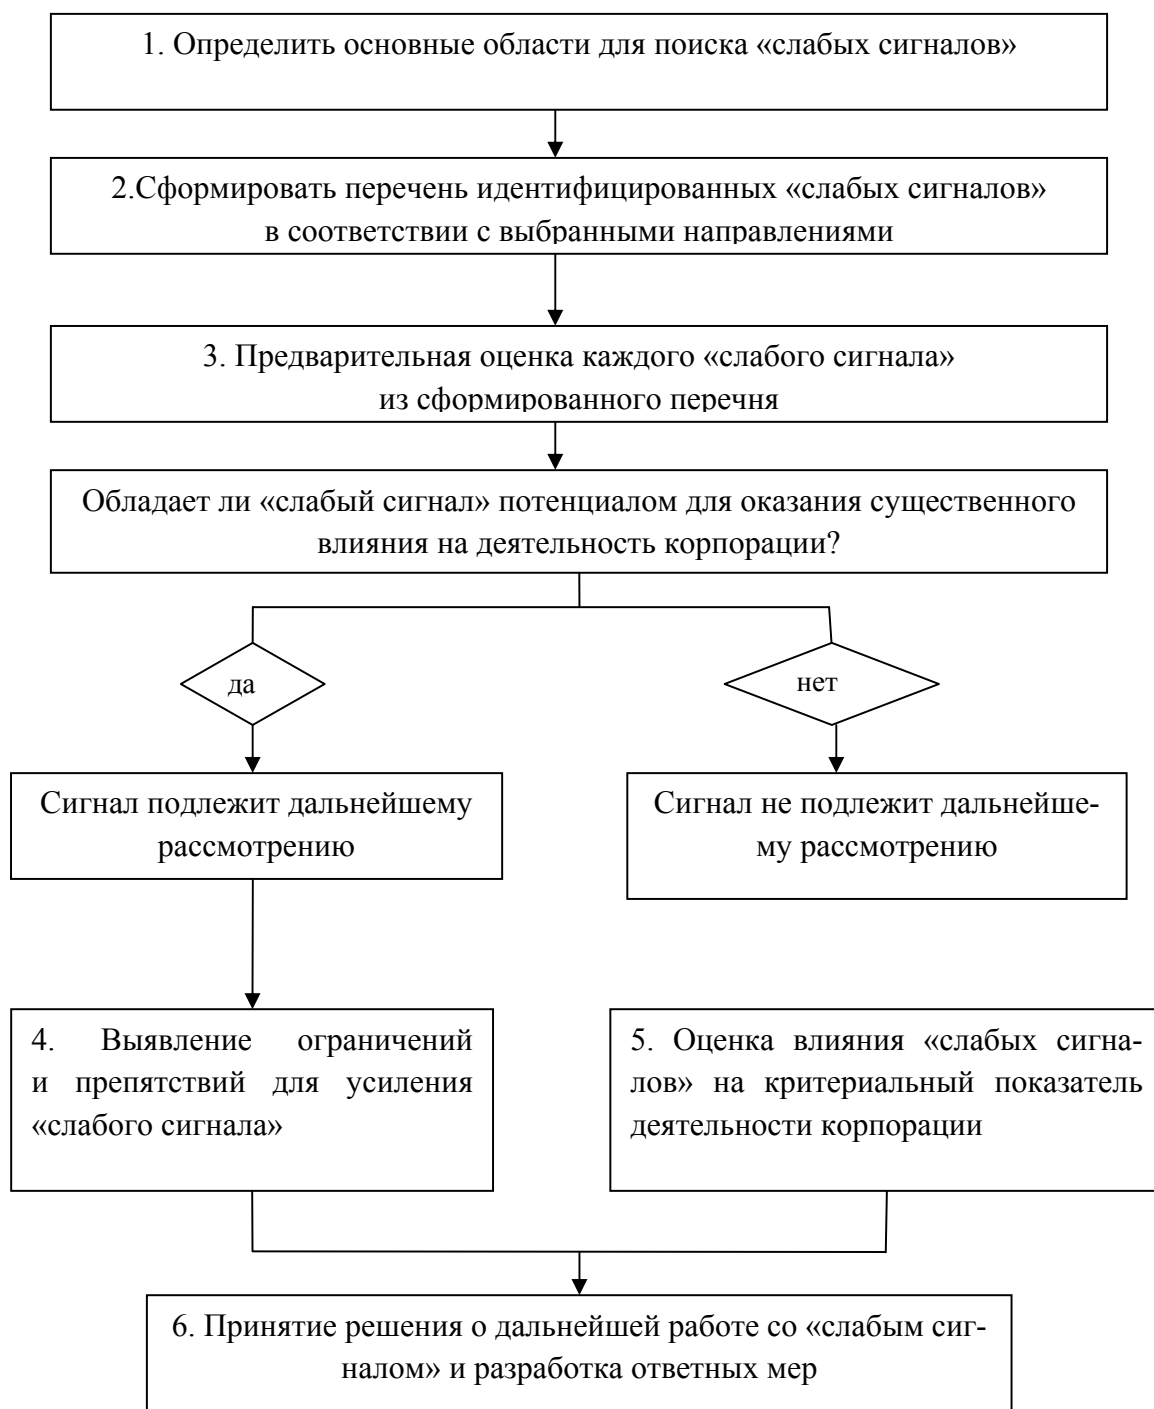 1. Определить основные области для поиска «слабых сигналов»
2.Сформировать перечень идентифицированных «слабых сигналов»
в соответствии с выбранными направлениями
3. Предварительная оценка каждого «слабого сигнала»
из сформированного перечня
Обладает ли «слабый сигнал» потенциалом для оказания существенного
влияния на деятельность корпорации?
да
нет
Сигнал подлежит дальнейшему
рассмотрению
Сигнал не подлежит дальнейше-
му рассмотрению
4. Выявление ограничений
и препятствий для усиления
«слабого сигнала»
5. Оценка влияния «слабых сигна-
лов» на критериальный показатель
деятельности корпорации
6. Принятие решения о дальнейшей работе со «слабым сиг-
налом» и разработка ответных мер